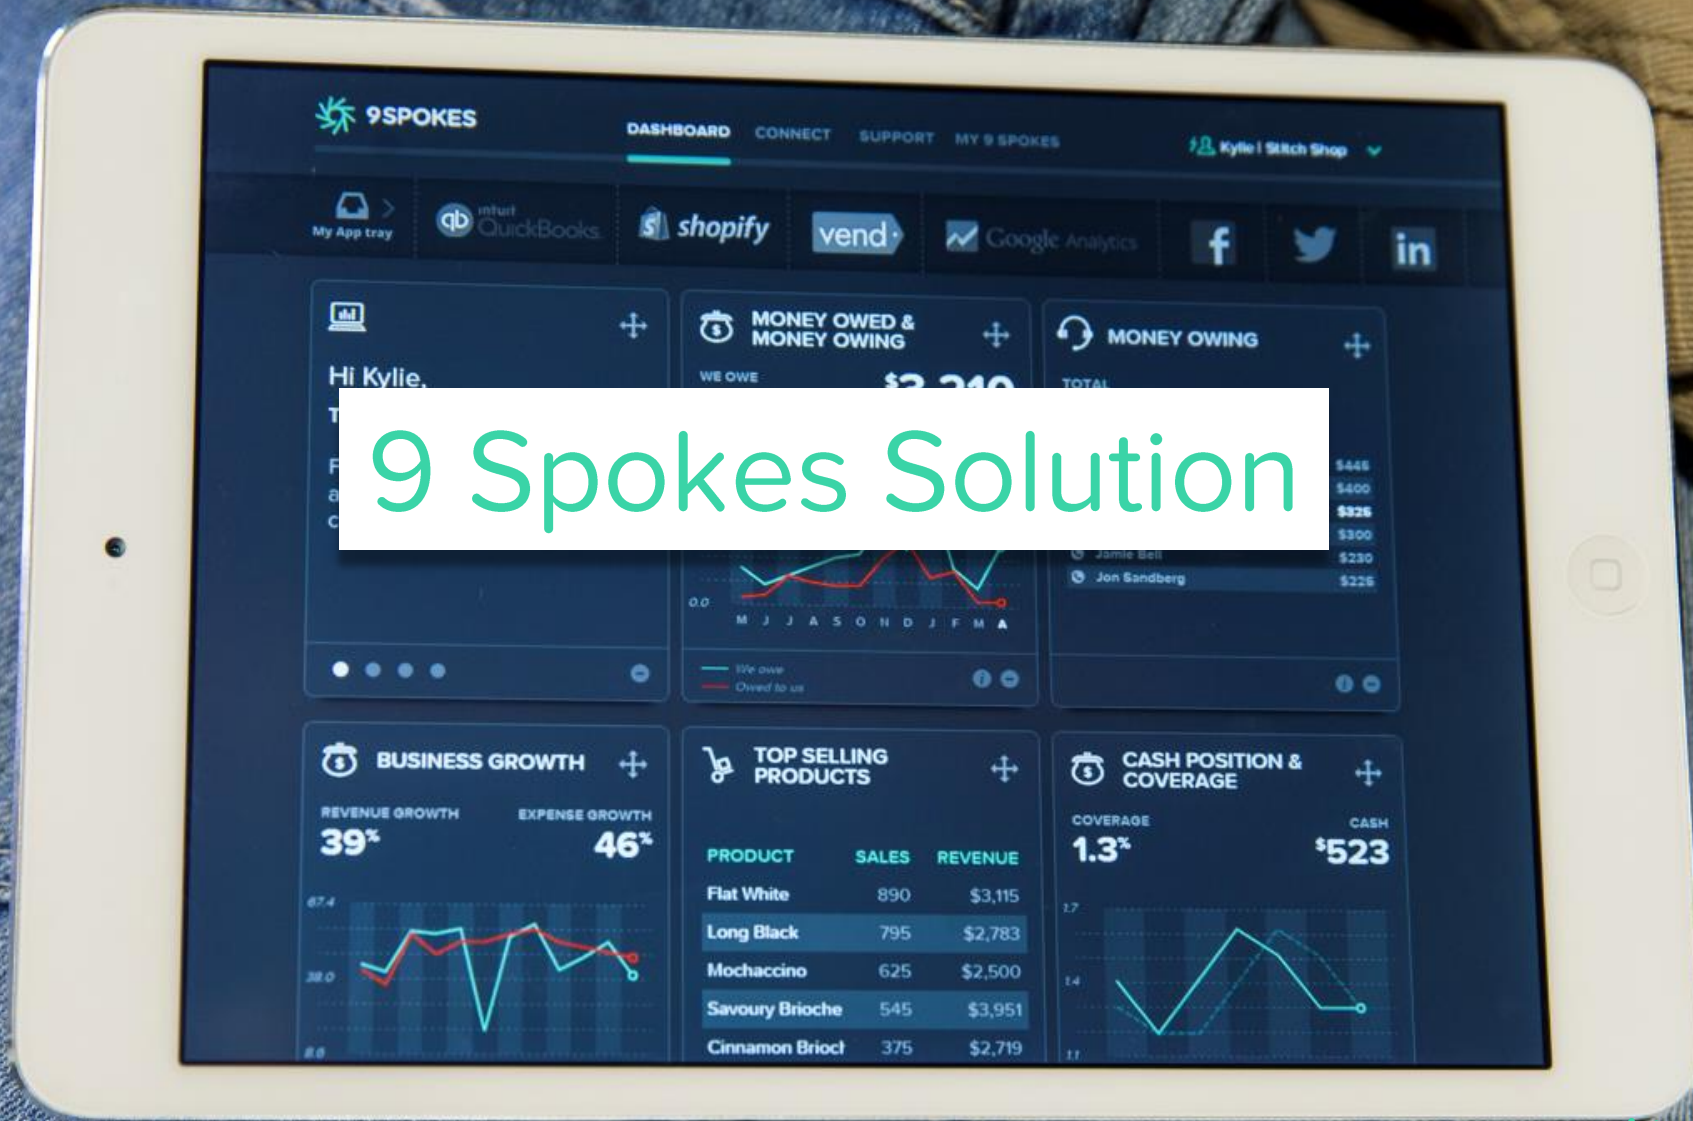 9SPOKES
DASHBOARD CONNECT SUPPORT MY 9 SPOKES
Kylie | Stitch Shop
My App tray
qb intuit QuickBooks
shopify
vend
Google Analytics
f
in
Hi Kylie,
MONEY OWED &
MONEY OWING
WE OWE
MONEY OWING
TOTAL
9 Spokes Solution
$445
$400
$325
$300
Jamie Bell $230
Jon Sandberg $225
0.0
M J J A S O N D J F M A
We owe
Owed to us
BUSINESS GROWTH
REVENUE GROWTH EXPENSE GROWTH
39% 46%
67.4
38.0
8.6
TOP SELLING
PRODUCTS
PRODUCT SALES REVENUE
Flat White 890 $3,115
Long Black 795 $2,783
Mochaccino 625 $2,500
Savoury Brioche 545 $3,951
Cinnamon Brioch 375 $2,719
CASH POSITION &
COVERAGE
COVERAGE CASH
1.3% $523
1.7
1.4
1.1